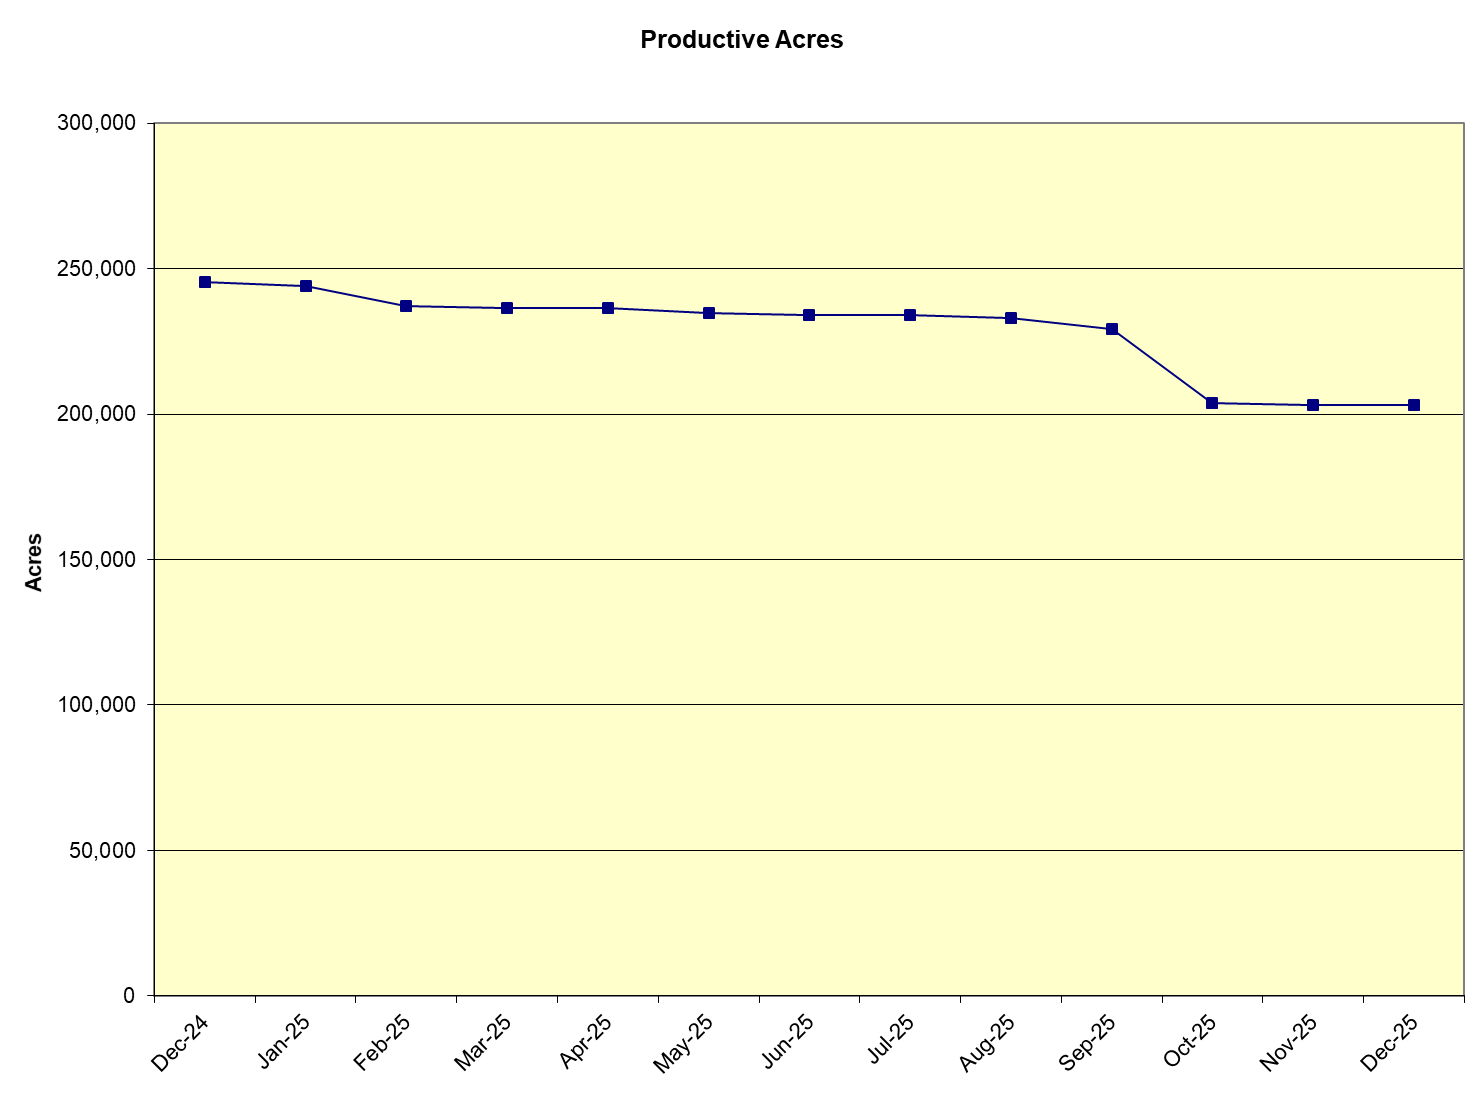 Productive Acres
300,000
250,000
200,000
150,000
100,000
50,000
0
Acres
Dec-24
Jan-25
Feb-25
Mar-25
Apr-25
May-25
Jun-25
Jul-25
Aug-25
Sep-25
Oct-25
Nov-25
Dec-25